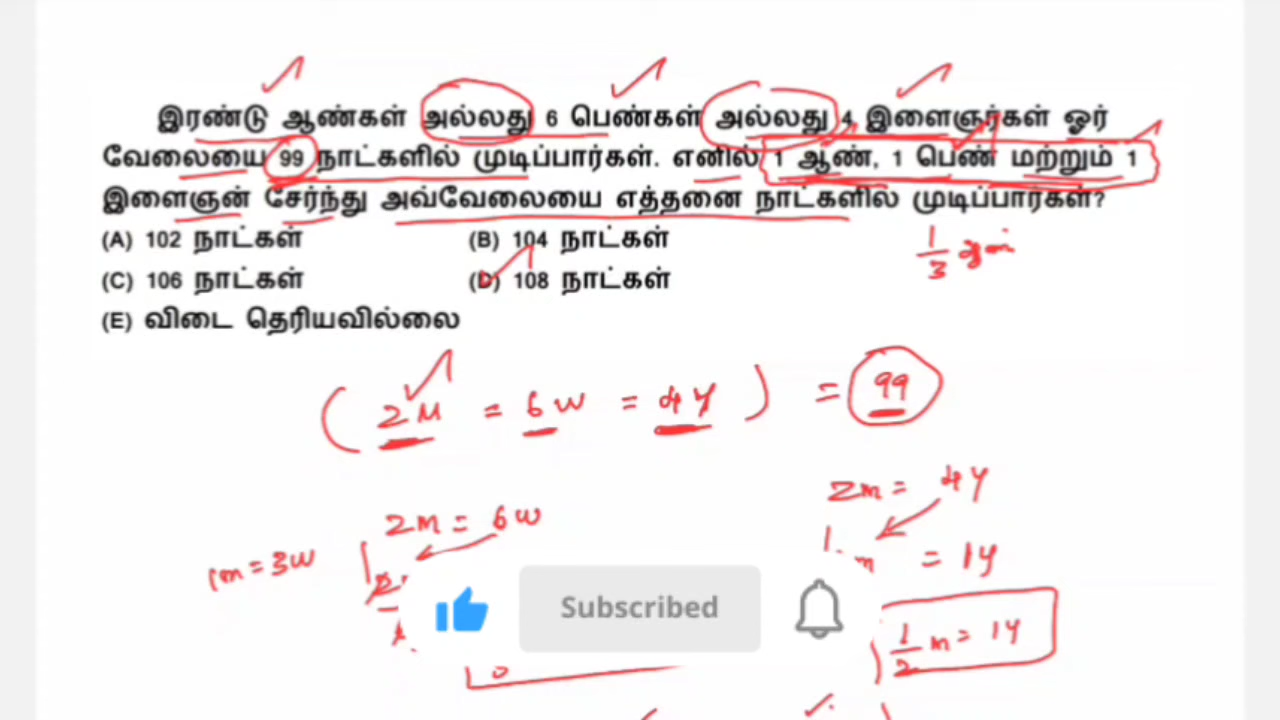 இரண்டு ஆண்கள் அல்லது 6 பெண்கள் அல்லது 4 இளைஞர்கள் ஓர்
வேலையை 99 நாட்களில் முடிப்பார்கள். எனில் 1 ஆண், 1 பெண் மற்றும் 1
இளைஞன் சேர்ந்து அவ்வேலையை எத்தனை நாட்களில் முடிப்பார்கள்?
(A) 102 நாட்கள் (B) 104 நாட்கள்
(C) 106 நாட்கள் (D) 108 நாட்கள்
1/3
(E) விடை தெரியவில்லை
(2M = 6W = 4Y) = 99
2m = 6w
2m = 4y
1m = 3w
m = 1y
Subscribed
1/2 m = 1y